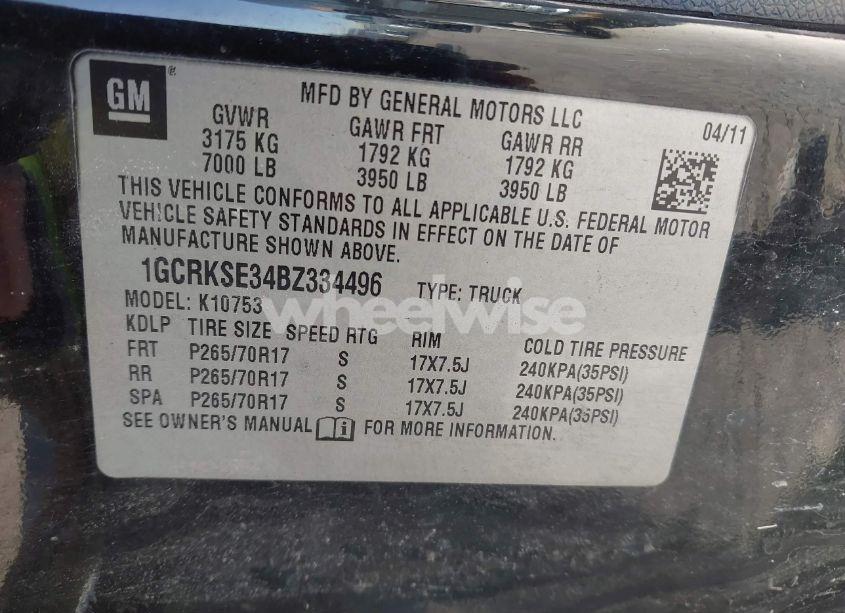 GM®
MFD BY GENERAL MOTORS LLC
04/11
GVWR GAWR FRT GAWR RR
3175 KG 1792 KG 1792 KG
7000 LB 3950 LB 3950 LB
THIS VEHICLE CONFORMS TO ALL APPLICABLE U.S. FEDERAL MOTOR
VEHICLE SAFETY STANDARDS IN EFFECT ON THE DATE OF
MANUFACTURE SHOWN ABOVE.
1GCRKSE34BZ334496 TYPE: TRUCK
MODEL: K10753
wheelwise
KDLP TIRE SIZE SPEED RTG RIM COLD TIRE PRESSURE
FRT P265/70R17 S 17X7.5J 240KPA(35PSI)
RR P265/70R17 S 17X7.5J 240KPA(35PSI)
SPA P265/70R17 S 17X7.5J 240KPA(35PSI)
SEE OWNER'S MANUAL i FOR MORE INFORMATION.